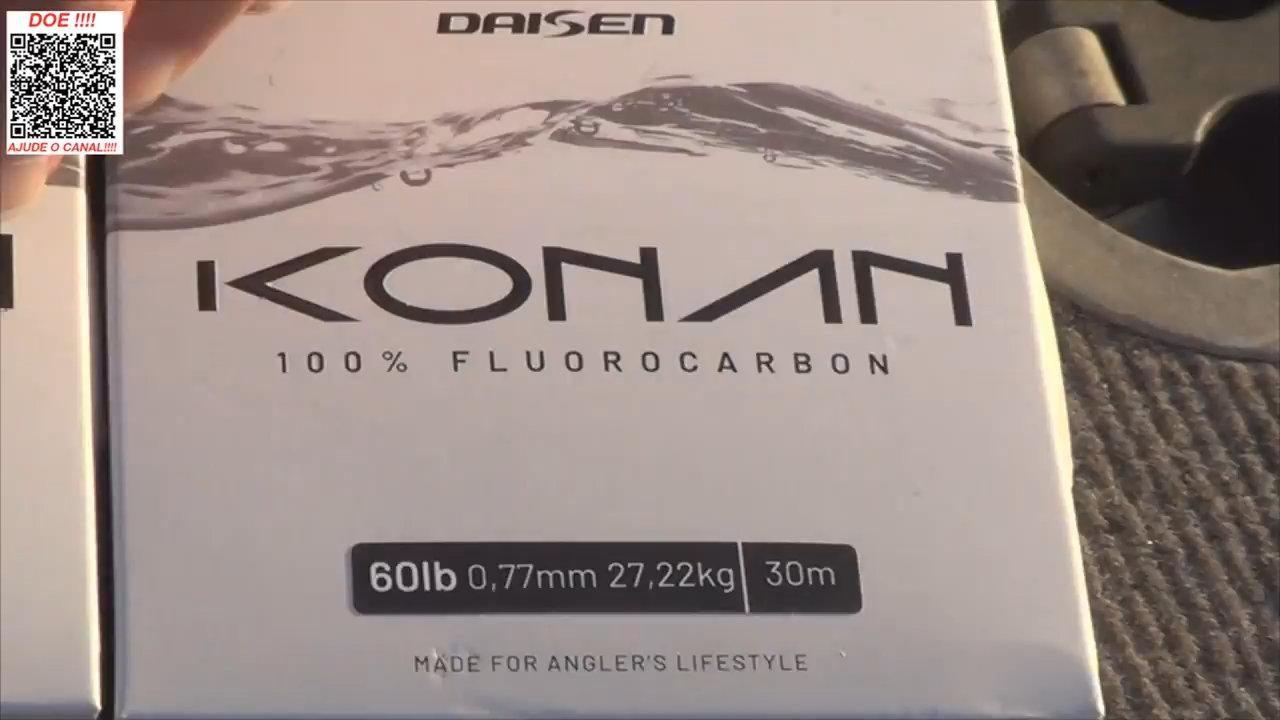 DOE !!!!
AJUDE O CANAL!!!!
DAISEN
KONAN
100% FLUOROCARBON
60lb 0,77mm 27,22kg 30m
MADE FOR ANGLER'S LIFESTYLE